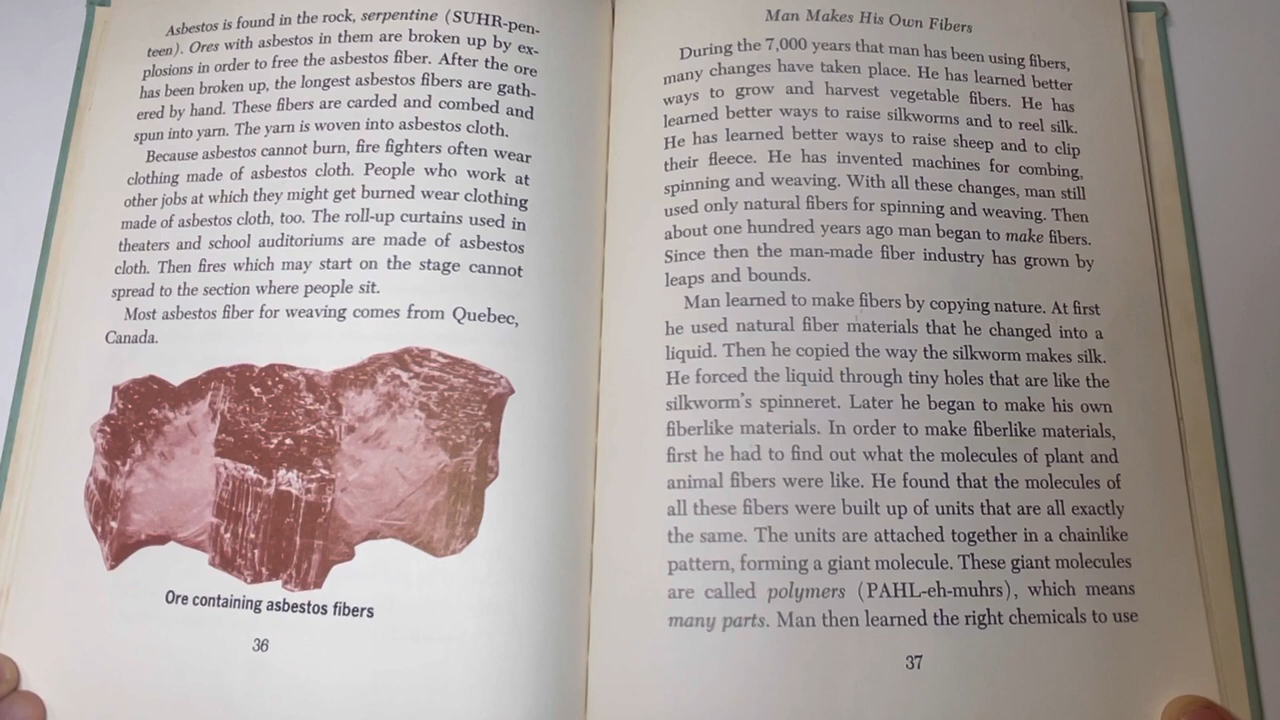 Asbestos is found in the rock, serpentine (SUHR-pen-
teen). Ores with asbestos in them are broken up by ex-
plosions in order to free the asbestos fiber. After the ore
has been broken up, the longest asbestos fibers are gath-
ered by hand. These fibers are carded and combed and
spun into yarn. The yarn is woven into asbestos cloth.
Because asbestos cannot burn, fire fighters often wear
clothing made of asbestos cloth. People who work at
other jobs at which they might get burned wear clothing
made of asbestos cloth, too. The roll-up curtains used in
theaters and school auditoriums are made of asbestos
cloth. Then fires which may start on the stage cannot
spread to the section where people sit.
Most asbestos fiber for weaving comes from Quebec,
Canada.
Ore containing asbestos fibers
36
Man Makes His Own Fibers
During the 7,000 years that man has been using fibers,
many changes have taken place. He has learned better
ways to grow and harvest vegetable fibers. He has
learned better ways to raise silkworms and to reel silk.
He has learned better ways to raise sheep and to clip
their fleece. He has invented machines for combing,
spinning and weaving. With all these changes, man still
used only natural fibers for spinning and weaving. Then
about one hundred years ago man began to make fibers.
Since then the man-made fiber industry has grown by
leaps and bounds.
Man learned to make fibers by copying nature. At first
he used natural fiber materials that he changed into a
liquid. Then he copied the way the silkworm makes silk.
He forced the liquid through tiny holes that are like the
silkworm's spinneret. Later he began to make his own
fiberlike materials. In order to make fiberlike materials,
first he had to find out what the molecules of plant and
animal fibers were like. He found that the molecules of
all these fibers were built up of units that are all exactly
the same. The units are attached together in a chainlike
pattern, forming a giant molecule. These giant molecules
are called polymers (PAHL-eh-muhrs), which means
many parts. Man then learned the right chemicals to use
37